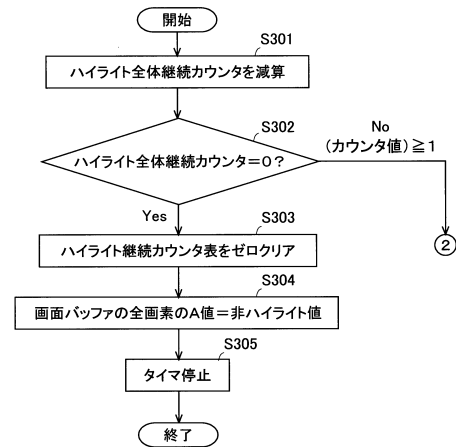 開始
S301
ハイライト全体継続カウンタを減算
S302
ハイライト全体継続カウンタ=0?
No
(カウンタ値)≧1
Yes
S303
②
ハイライト継続カウンタ表をゼロクリア
S304
画面バッファの全画素のA値=非ハイライト値
S305
タイマ停止
終了